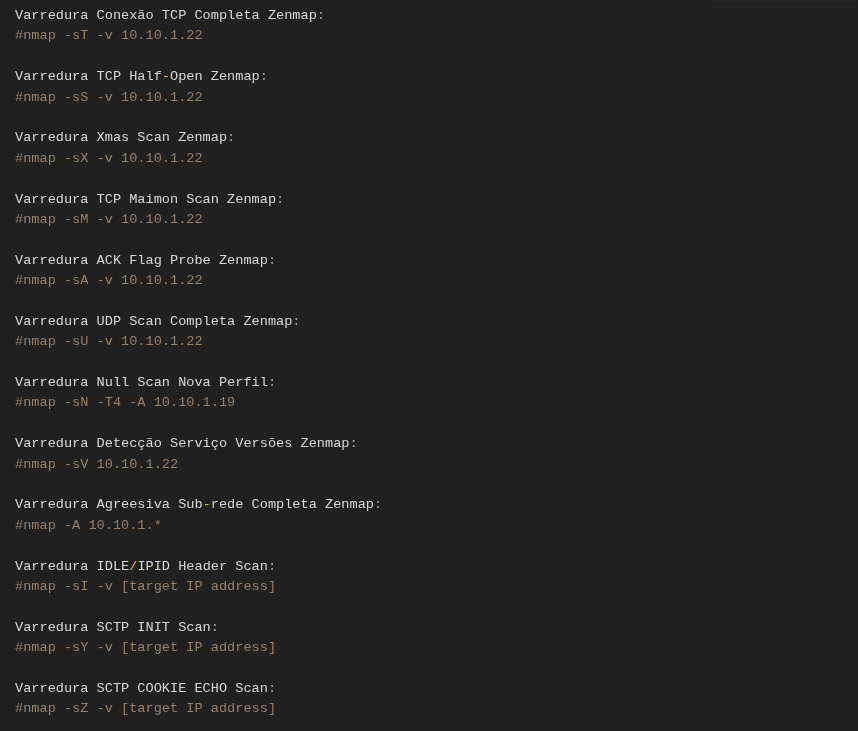 Varredura Conexão TCP Completa Zenmap:
#nmap -sT -v 10.10.1.22
Varredura TCP Half-Open Zenmap:
#nmap -sS -v 10.10.1.22
Varredura Xmas Scan Zenmap:
#nmap -sX -v 10.10.1.22
Varredura TCP Maimon Scan Zenmap:
#nmap -sM -v 10.10.1.22
Varredura ACK Flag Probe Zenmap:
#nmap -sA -v 10.10.1.22
Varredura UDP Scan Completa Zenmap:
#nmap -sU -v 10.10.1.22
Varredura Null Scan Nova Perfil:
#nmap -sN -T4 -A 10.10.1.19
Varredura Detecção Serviço Versões Zenmap:
#nmap -sV 10.10.1.22
Varredura Agreesiva Sub-rede Completa Zenmap:
#nmap -A 10.10.1.*
Varredura IDLE/IPID Header Scan:
#nmap -sI -v [target IP address]
Varredura SCTP INIT Scan:
#nmap -sY -v [target IP address]
Varredura SCTP COOKIE ECHO Scan:
#nmap -sZ -v [target IP address]